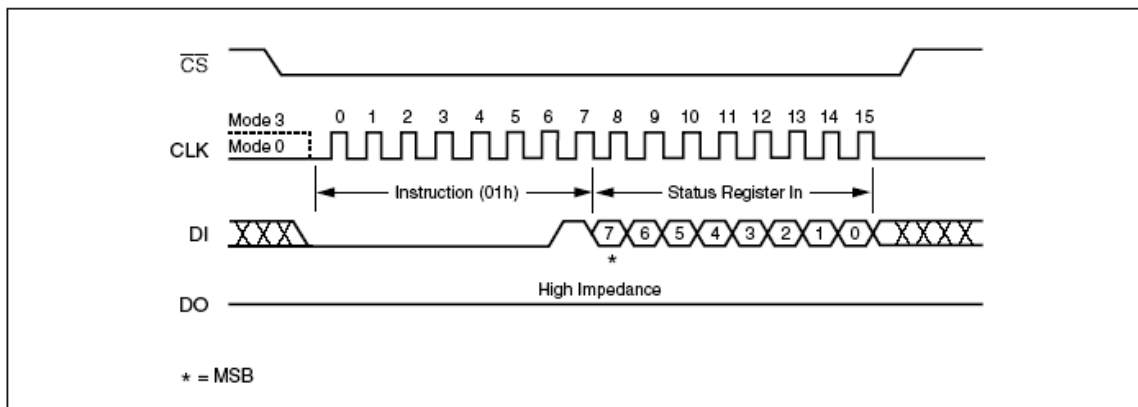 CS
0 1 2 3 4 5 6 7 8 9 10 11 12 13 14 15
Mode 3
CLK
Mode 0
Instruction (01h)
Status Register In
DI
7 6 5 4 3 2 1 0
*
High Impedance
DO
* = MSB